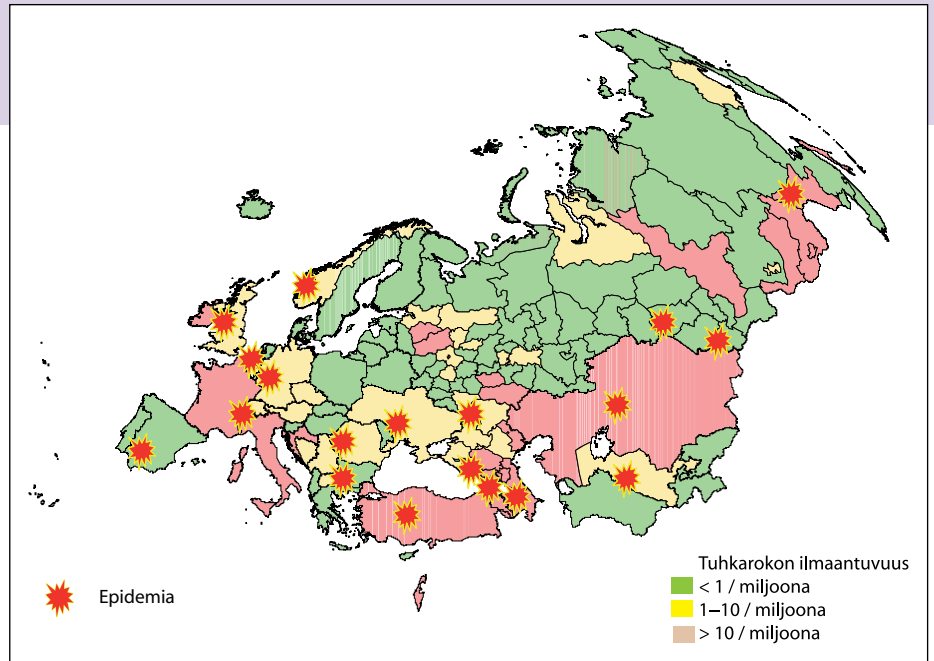 Epidemia
Tuhkarokon ilmaantuvuus
< 1 / miljoona
1–10 / miljoona
> 10 / miljoona